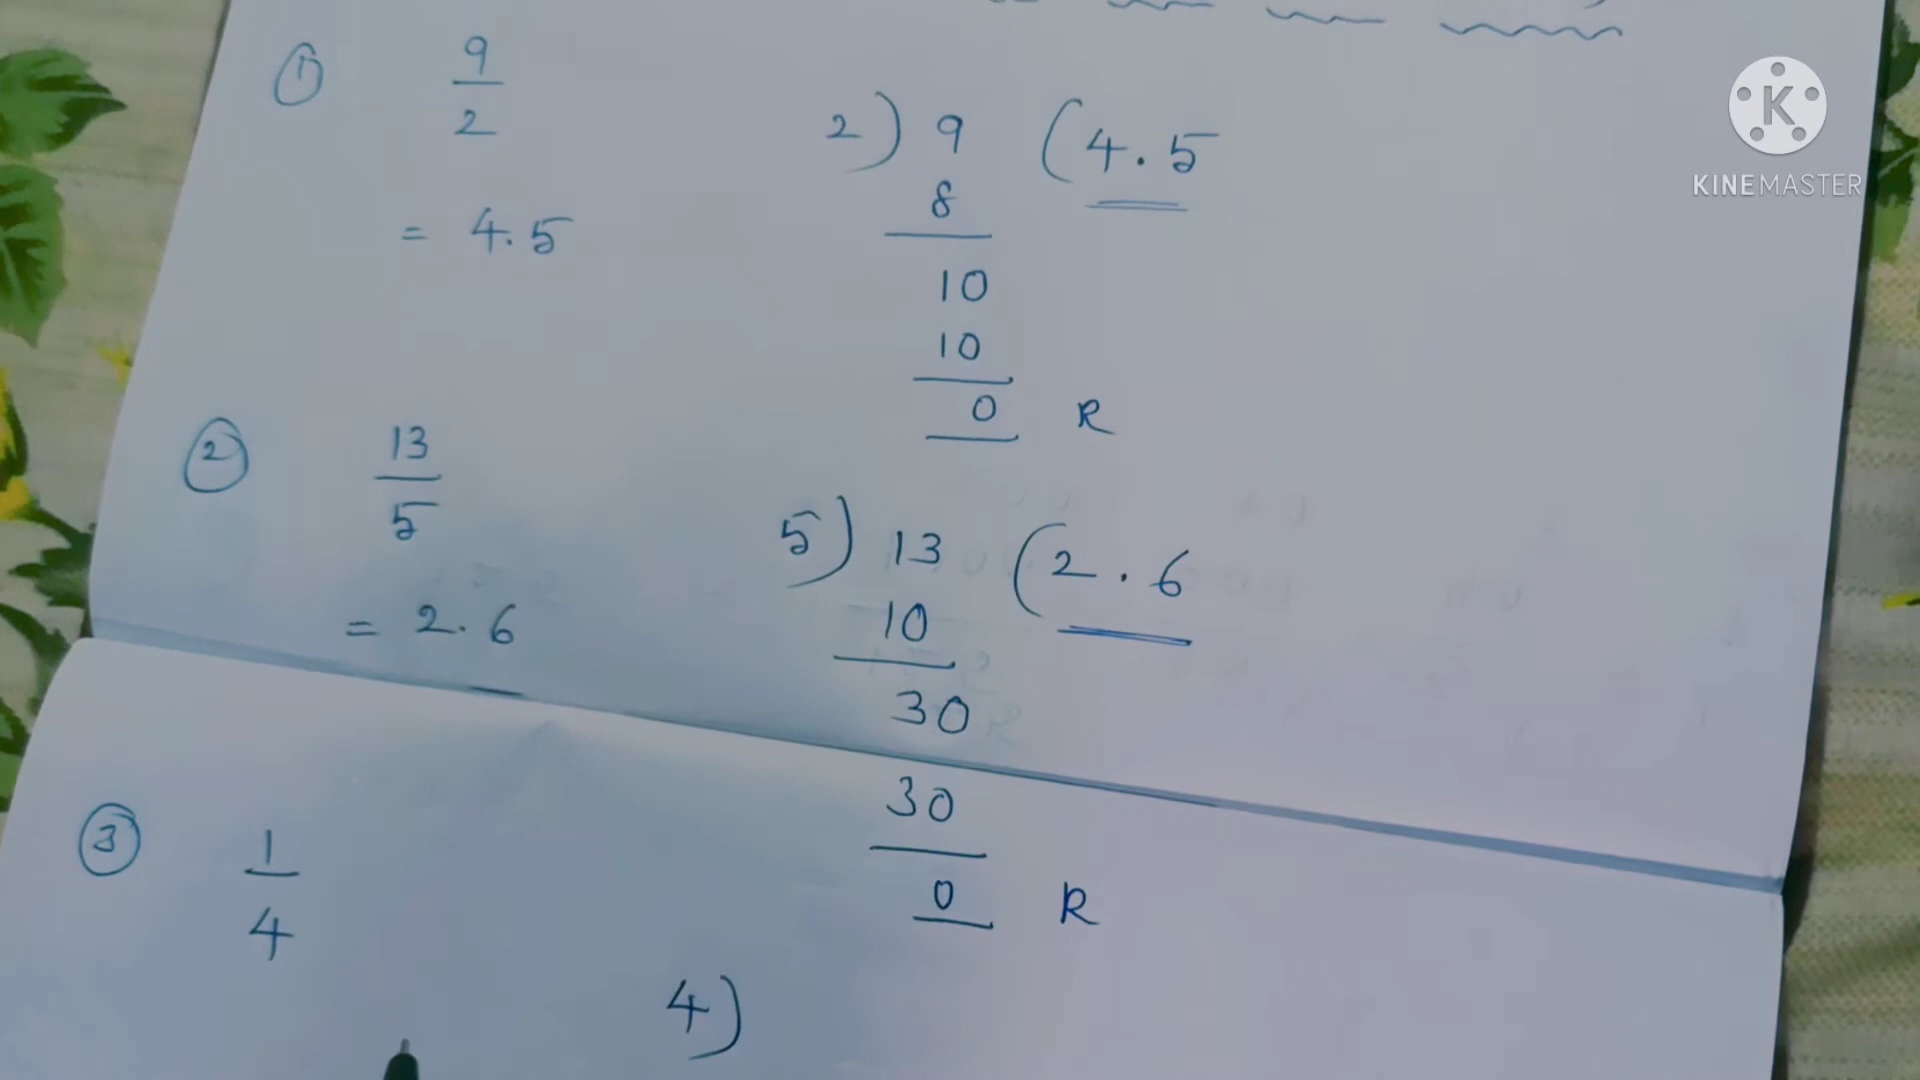 ① 9/2
= 4.5
2) 9 (4.5
8
10
10
0 R
② 13/5
= 2.6
5) 13 (2.6
10
30
30
0 R
③ 1/4
4)
K
KINEMASTER